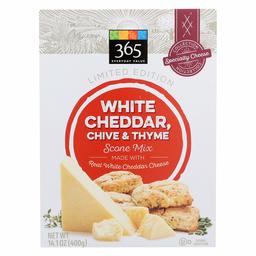 365
EVERYDAY VALUE
COLLECTION
Specialty Cheese
LIMITED EDITION
WHITE
CHEDDAR,
CHIVE & THYME
Scone Mix
MADE WITH
Real White Cheddar Cheese
NET WT
14.1 OZ (400g)